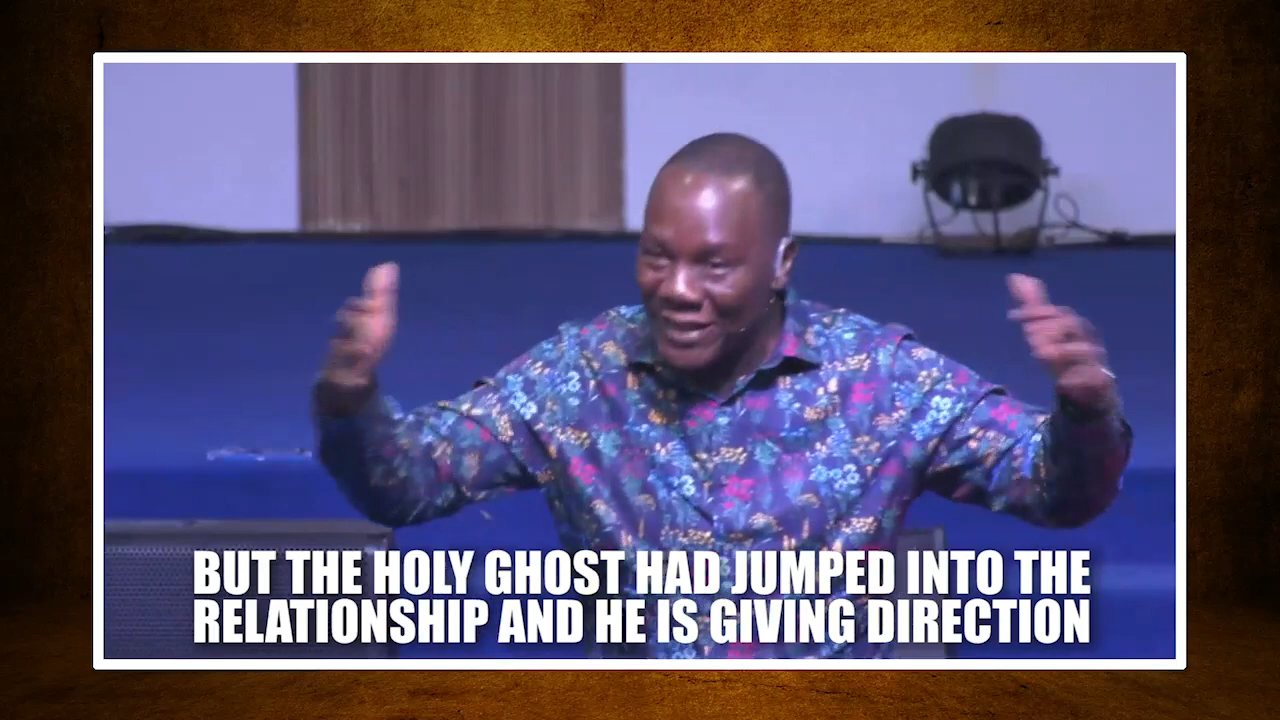 BUT THE HOLY GHOST HAD JUMPED INTO THE
RELATIONSHIP AND HE IS GIVING DIRECTION